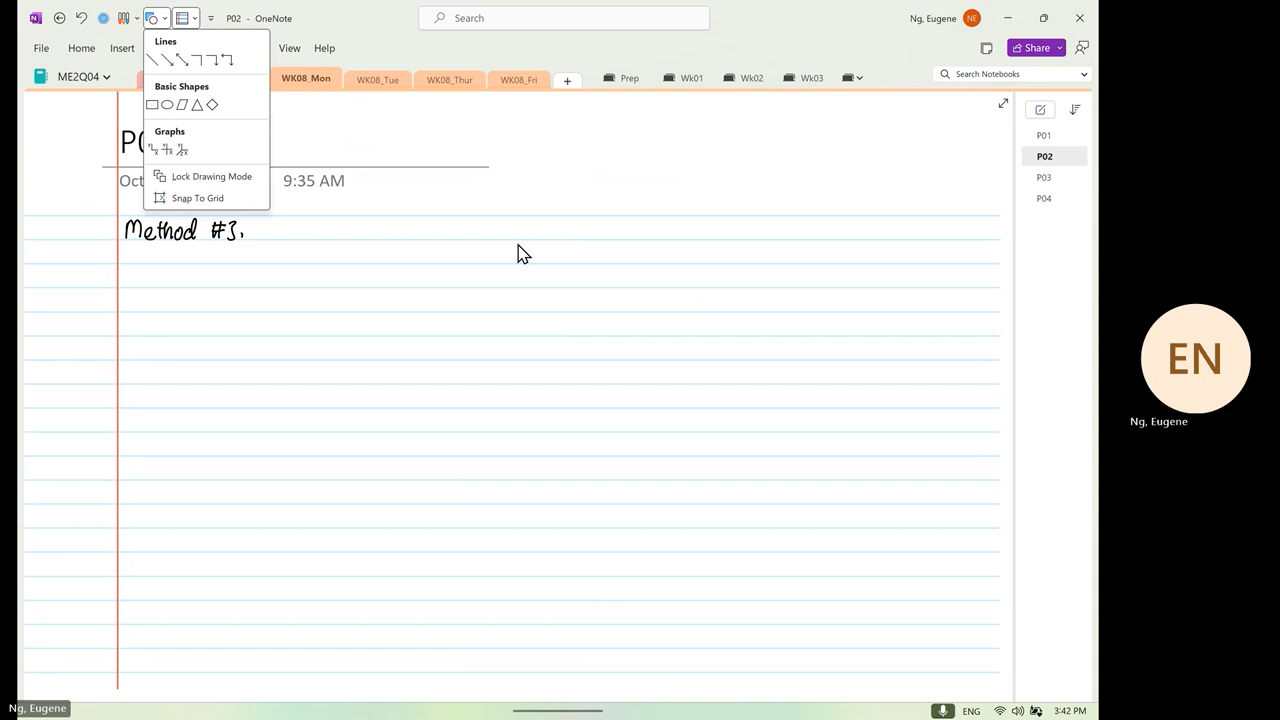 P02 - OneNote
Search
Ng, Eugene
NE
File
Home
Insert
View
Help
Share
ME2Q04
WK08_Mon
WK08_Tue
WK08_Thur
WK08_Fri
Prep
Wk01
Wk02
Wk03
Search Notebooks
Lines
Basic Shapes
Graphs
Lock Drawing Mode
Snap To Grid
Oct
9:35 AM
Method #3.
P01
P02
P03
P04
EN
Ng, Eugene
Ng, Eugene
ENG
3:42 PM